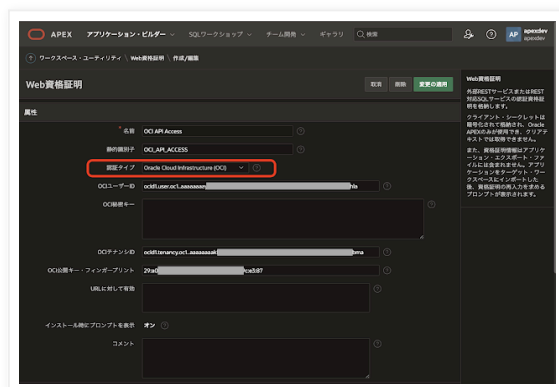 APEX アプリケーション・ビルダー SQLワークショップ チーム開発 ギャラリ 検索 AP apexdev apexdev
ワークスペース・ユーティリティ \ Web資格証明 \ 作成/編集
Web資格証明 取消 削除 変更の適用
属性
* 名前 OCI API Access
静的識別子 OCI_API_ACCESS
認証タイプ Oracle Cloud Infrastructure (OCI)
OCIユーザーID ocid1.user.oc1..aaaaaaa
OCI秘密キー
OCIテナンシID ocid1.tenancy.oc1..aaaaaaaa
OCI公開キー・フィンガープリント 29:a0 :e3:87
URLに対して有効
インストール時にプロンプトを表示 オン
コメント
Web資格証明
外部RESTサービスまたはREST
対応SQLサービスの認証資格証
明を格納します。
クライアント・シークレットは
暗号化されて格納され、Oracle
APEXのみが使用でき、クリアテ
キストでは取得できません。
また、資格証明情報はアプリケ
ーション・エクスポート・ファ
イルには含まれません。アプリ
ケーションをターゲット・ワー
クスペースにインポートした
後、資格証明の再入力を求める
プロンプトが表示されます。